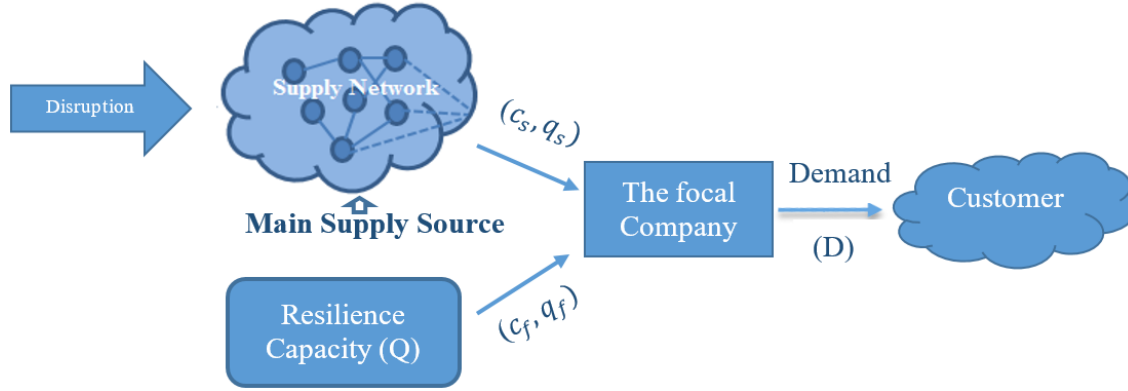 Disruption
Supply Network
(c_s, q_s)
Main Supply Source
The focal
Company
Demand
(D)
Customer
Resilience
Capacity (Q)
(c_f, q_f)